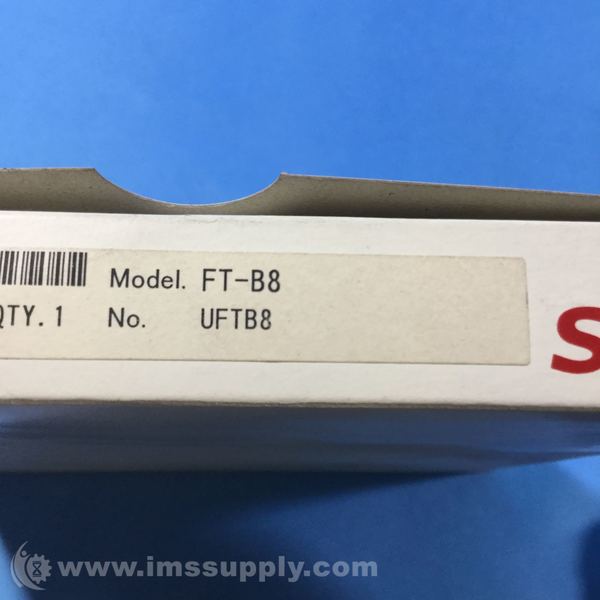 Model. FT-B8
QTY.1 No. UFTB8
S
www.imssupply.com